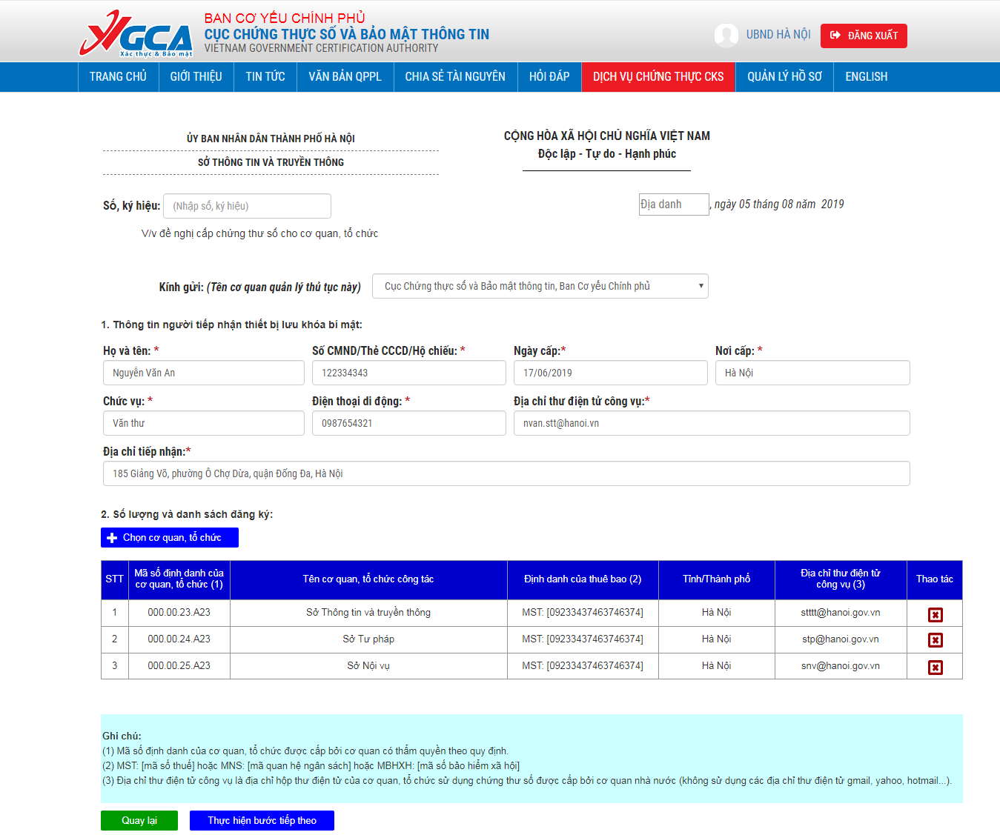 VGCA
Xác thực & Bảo mật
BAN CƠ YẾU CHÍNH PHỦ
CỤC CHỨNG THỰC SỐ VÀ BẢO MẬT THÔNG TIN
VIETNAM GOVERNMENT CERTIFICATION AUTHORITY
UBND HÀ NỘI
ĐĂNG XUẤT
TRANG CHỦ GIỚI THIỆU TIN TỨC VĂN BẢN QPPL CHIA SẺ TÀI NGUYÊN HỎI ĐÁP DỊCH VỤ CHỨNG THỰC CKS QUẢN LÝ HỒ SƠ ENGLISH
ỦY BAN NHÂN DÂN THÀNH PHỐ HÀ NỘI
SỞ THÔNG TIN VÀ TRUYỀN THÔNG
CỘNG HÒA XÃ HỘI CHỦ NGHĨA VIỆT NAM
Độc lập - Tự do - Hạnh phúc
Số, ký hiệu: (Nhập số, ký hiệu)
Địa danh, ngày 05 tháng 08 năm 2019
V/v đề nghị cấp chứng thư số cho cơ quan, tổ chức
Kính gửi: (Tên cơ quan quản lý thủ tục này) Cục Chứng thực số và Bảo mật thông tin, Ban Cơ yếu Chính phủ
1. Thông tin người tiếp nhận thiết bị lưu khóa bí mật:
Họ và tên: * Số CMND/Thẻ CCCD/Hộ chiếu: * Ngày cấp:* Nơi cấp: *
Nguyễn Văn An 122334343 17/06/2019 Hà Nội
Chức vụ: * Điện thoại di động: * Địa chỉ thư điện tử công vụ:*
Văn thư 0987654321 nvan.stt@hanoi.vn
Địa chỉ tiếp nhận:*
185 Giảng Võ, phường Ô Chợ Dừa, quận Đống Đa, Hà Nội
2. Số lượng và danh sách đăng ký:
Chọn cơ quan, tổ chức
STT Mã số định danh của cơ quan, tổ chức (1) Tên cơ quan, tổ chức công tác Định danh của thuê bao (2) Tỉnh/Thành phố Địa chỉ thư điện tử công vụ (3) Thao tác
1 000.00.23.A23 Sở Thông tin và truyền thông MST: [09233437463746374] Hà Nội stttt@hanoi.gov.vn
2 000.00.24.A23 Sở Tư pháp MST: [09233437463746374] Hà Nội stp@hanoi.gov.vn
3 000.00.25.A23 Sở Nội vụ MST: [09233437463746374] Hà Nội snv@hanoi.gov.vn
Ghi chú:
(1) Mã số định danh của cơ quan, tổ chức được cấp bởi cơ quan có thẩm quyền theo quy định.
(2) MST: [mã số thuế] hoặc MNS: [mã quan hệ ngân sách] hoặc MBHXH: [mã số bảo hiểm xã hội]
(3) Địa chỉ thư điện tử công vụ là địa chỉ hộp thư điện tử của cơ quan, tổ chức sử dụng chứng thư số được cấp bởi cơ quan nhà nước (không sử dụng các địa chỉ thư điện tử gmail, yahoo, hotmail...).
Quay lại
Thực hiện bước tiếp theo